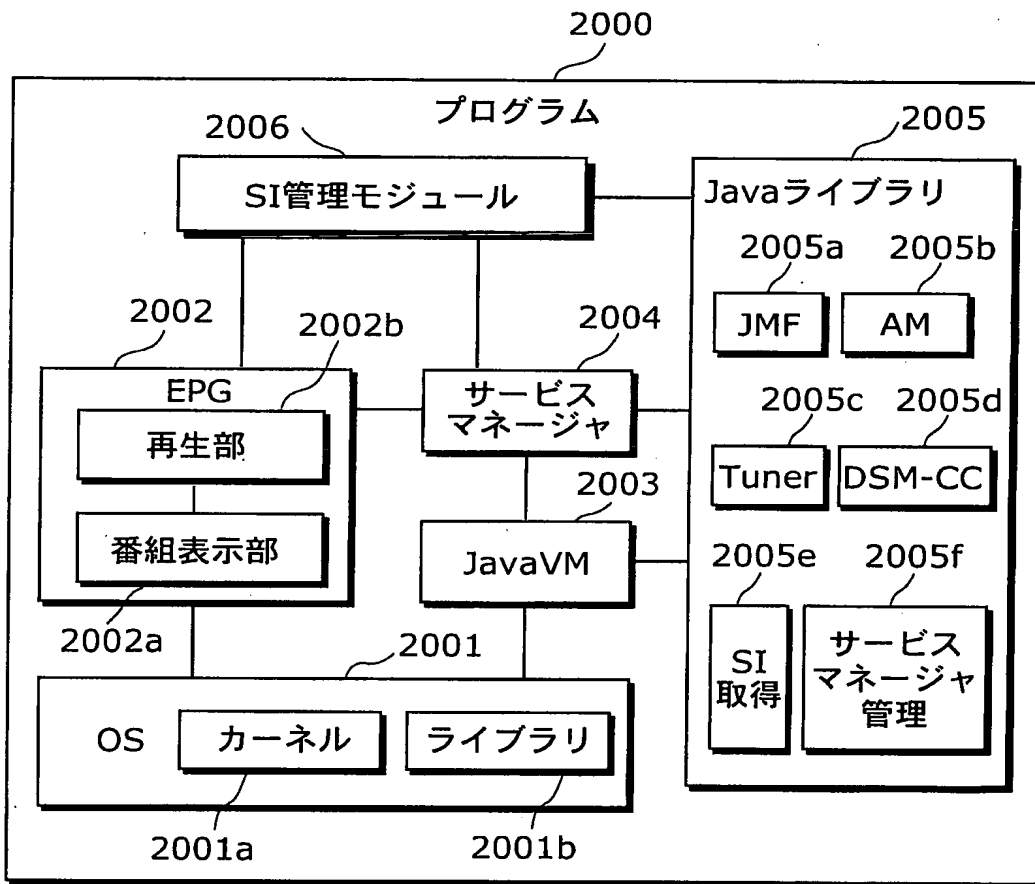 2000
プログラム
2006
SI管理モジュール
2005
Javaライブラリ
2005a
2005b
JMF
AM
2002
2002b
2004
EPG
再生部
サービス
マネージャ
2005c
2005d
Tuner
DSM-CC
番組表示部
2003
JavaVM
2002a
2005e
2005f
SI
取得
サービス
マネージャ
管理
2001
OS
カーネル
ライブラリ
2001a
2001b